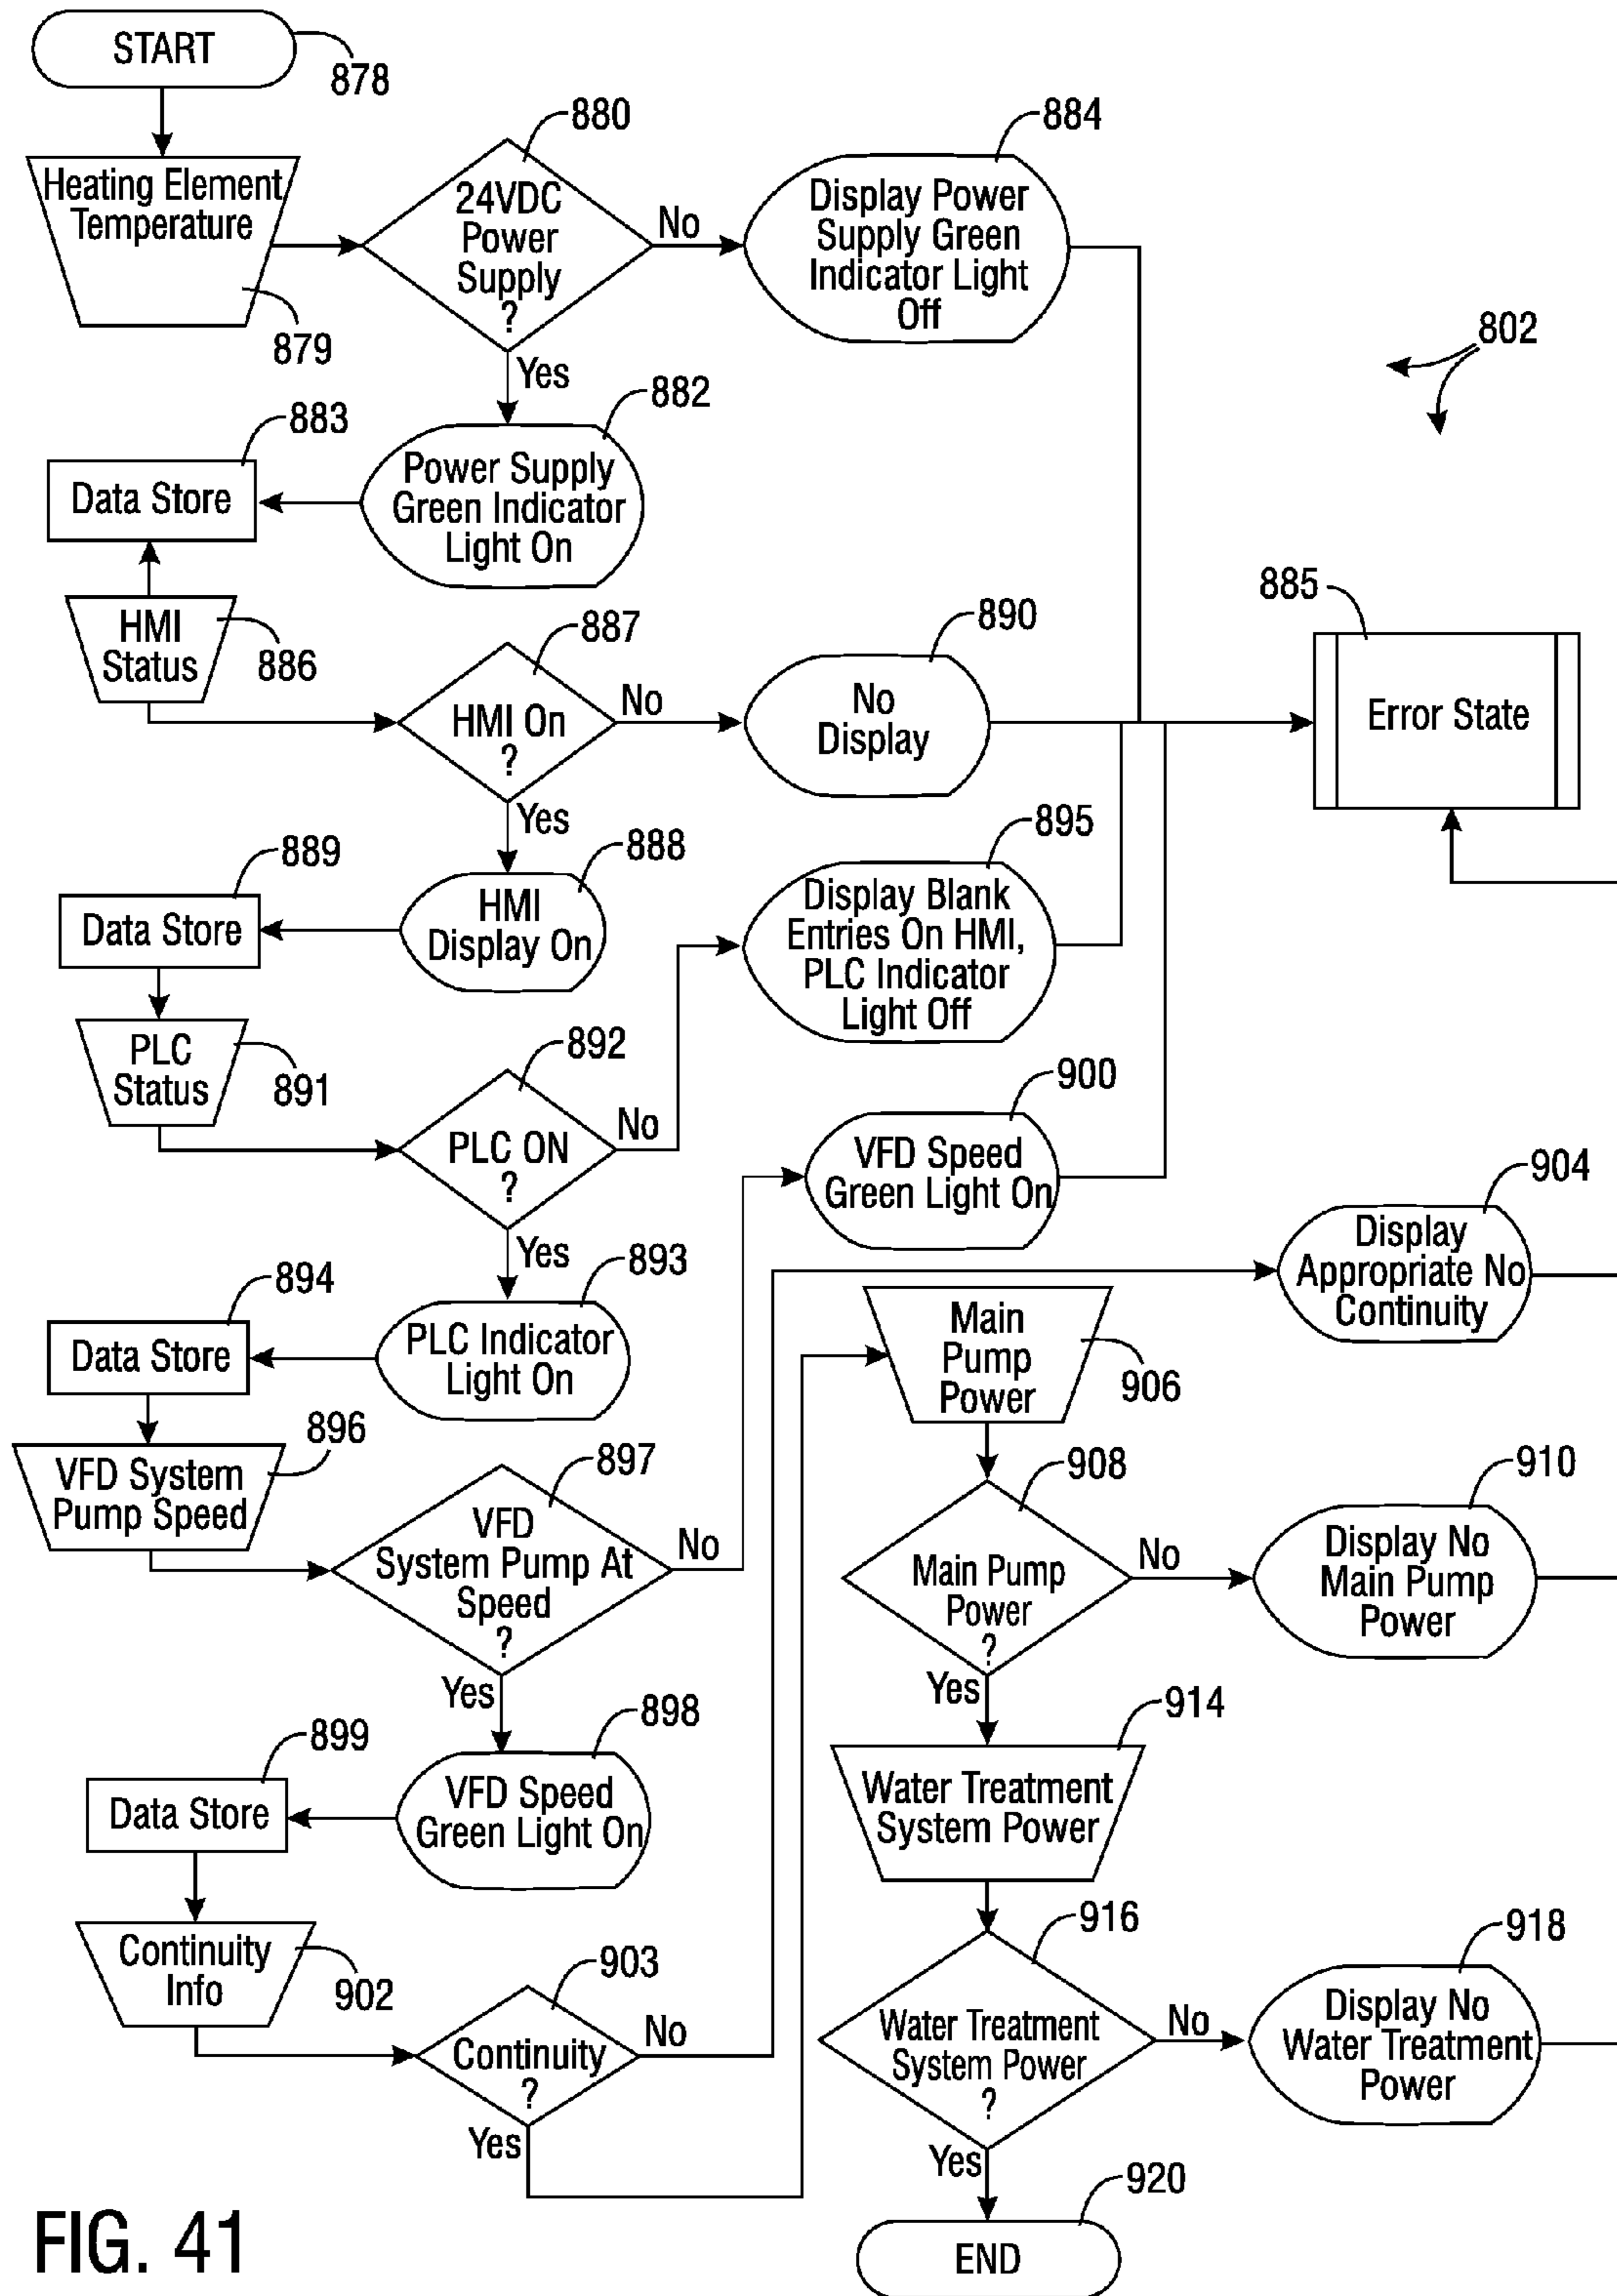 START
878
Heating Element
Temperature
879
880
24VDC
Power
Supply
?
No
Yes
884
Display Power
Supply Green
Indicator Light
Off
802
882
Power Supply
Green Indicator
Light On
883
Data Store
HMI
Status
886
887
HMI On
?
No
Yes
890
No
Display
885
Error State
888
HMI
Display On
889
Data Store
895
Display Blank
Entries On HMI,
PLC Indicator
Light Off
PLC
Status
891
892
PLC ON
?
No
Yes
900
VFD Speed
Green Light On
904
Display
Appropriate No
Continuity
893
PLC Indicator
Light On
894
Data Store
Main
Pump
Power
906
896
VFD System
Pump Speed
897
VFD
System Pump At
Speed
?
No
Yes
908
Main Pump
Power
?
No
Yes
910
Display No
Main Pump
Power
898
VFD Speed
Green Light On
899
Data Store
914
Water Treatment
System Power
Continuity
Info
902
903
Continuity
?
No
Yes
916
Water Treatment
System Power
?
No
Yes
918
Display No
Water Treatment
Power
920
END
FIG. 41